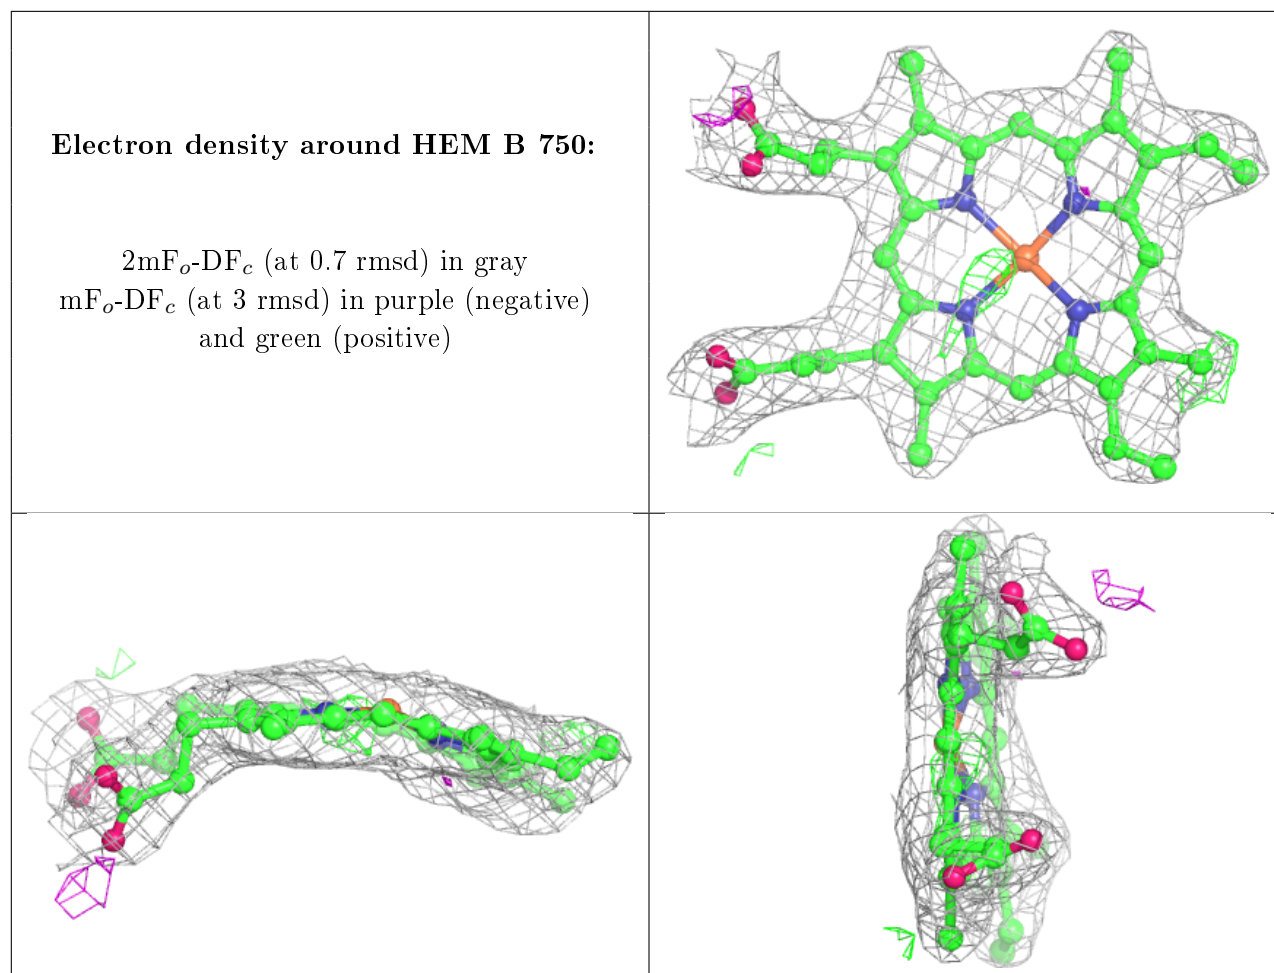 Electron density around HEM B 750:
2mFo-DFc (at 0.7 rmsd) in gray
mFo-DFc (at 3 rmsd) in purple (negative)
and green (positive)